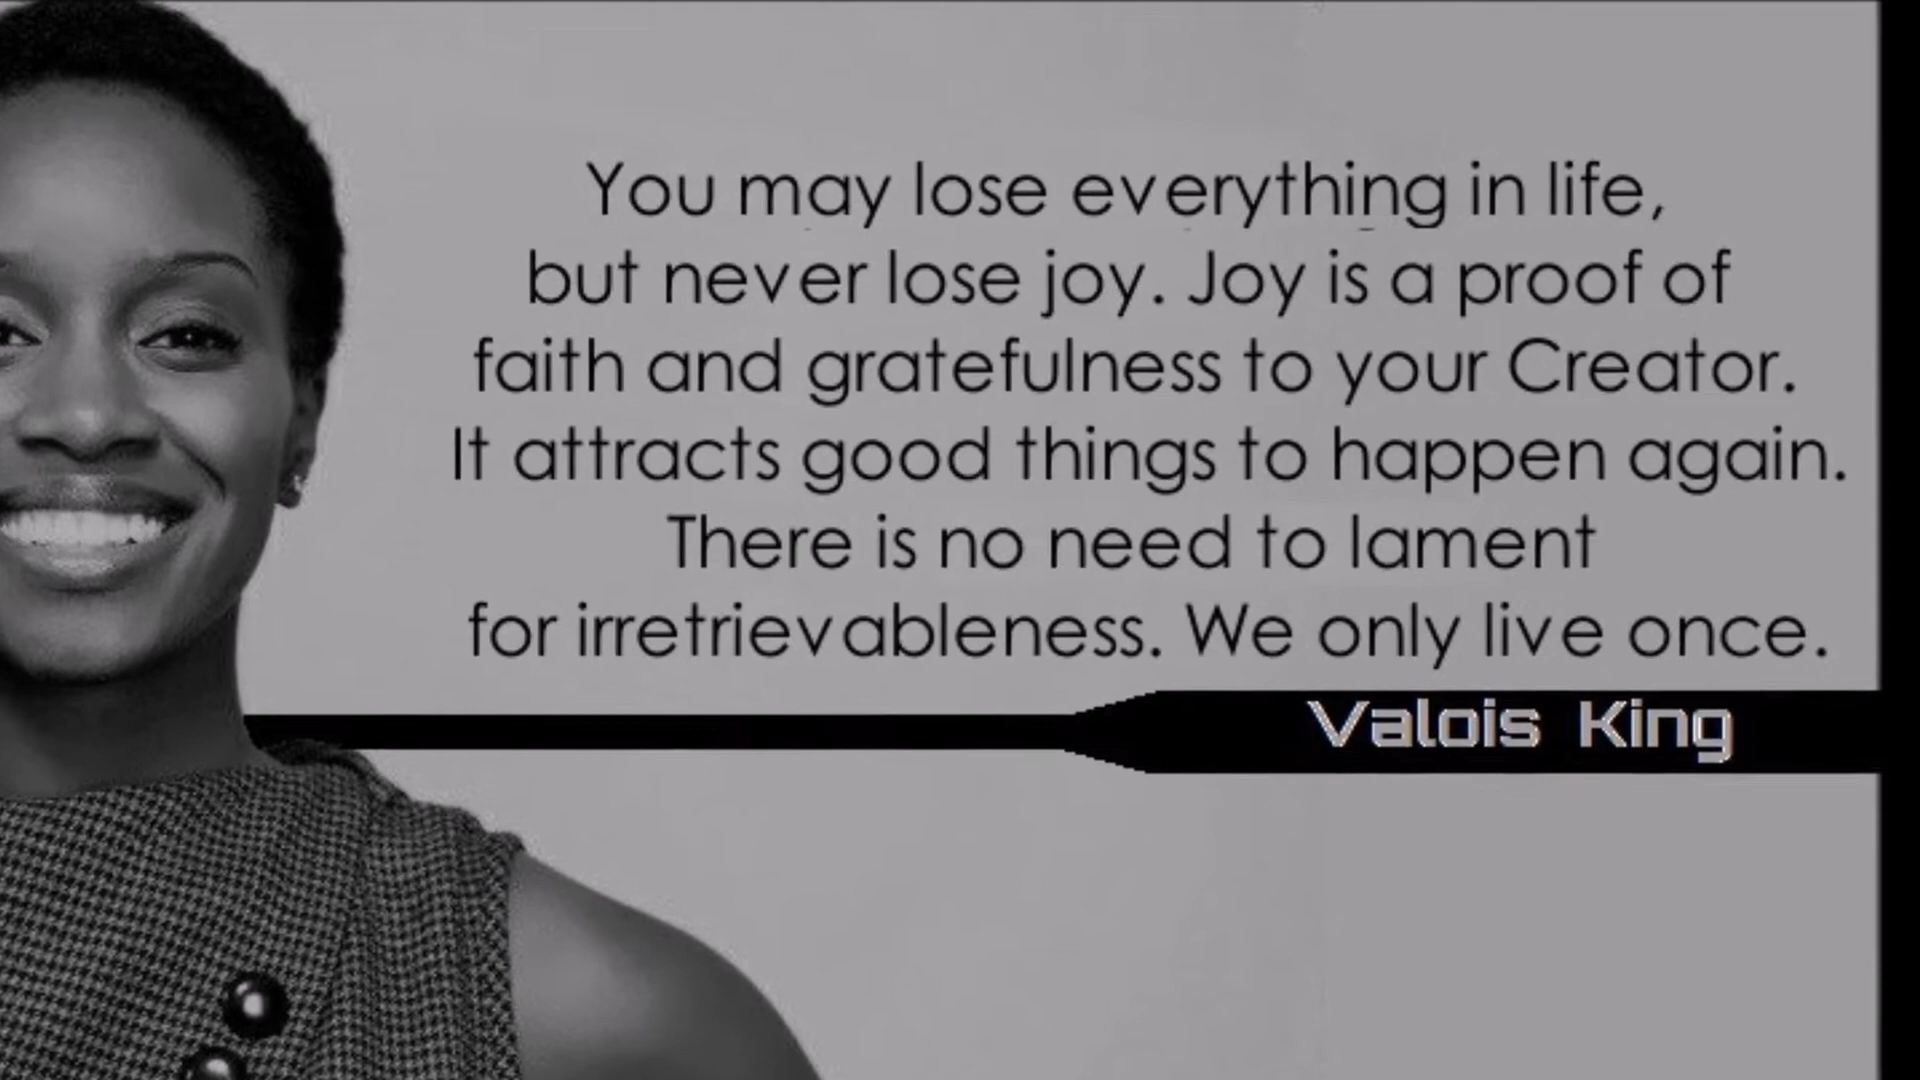 You may lose everything in life,
but never lose joy. Joy is a proof of
faith and gratefulness to your Creator.
It attracts good things to happen again.
There is no need to lament
for irretrievableness. We only live once.
Valois King